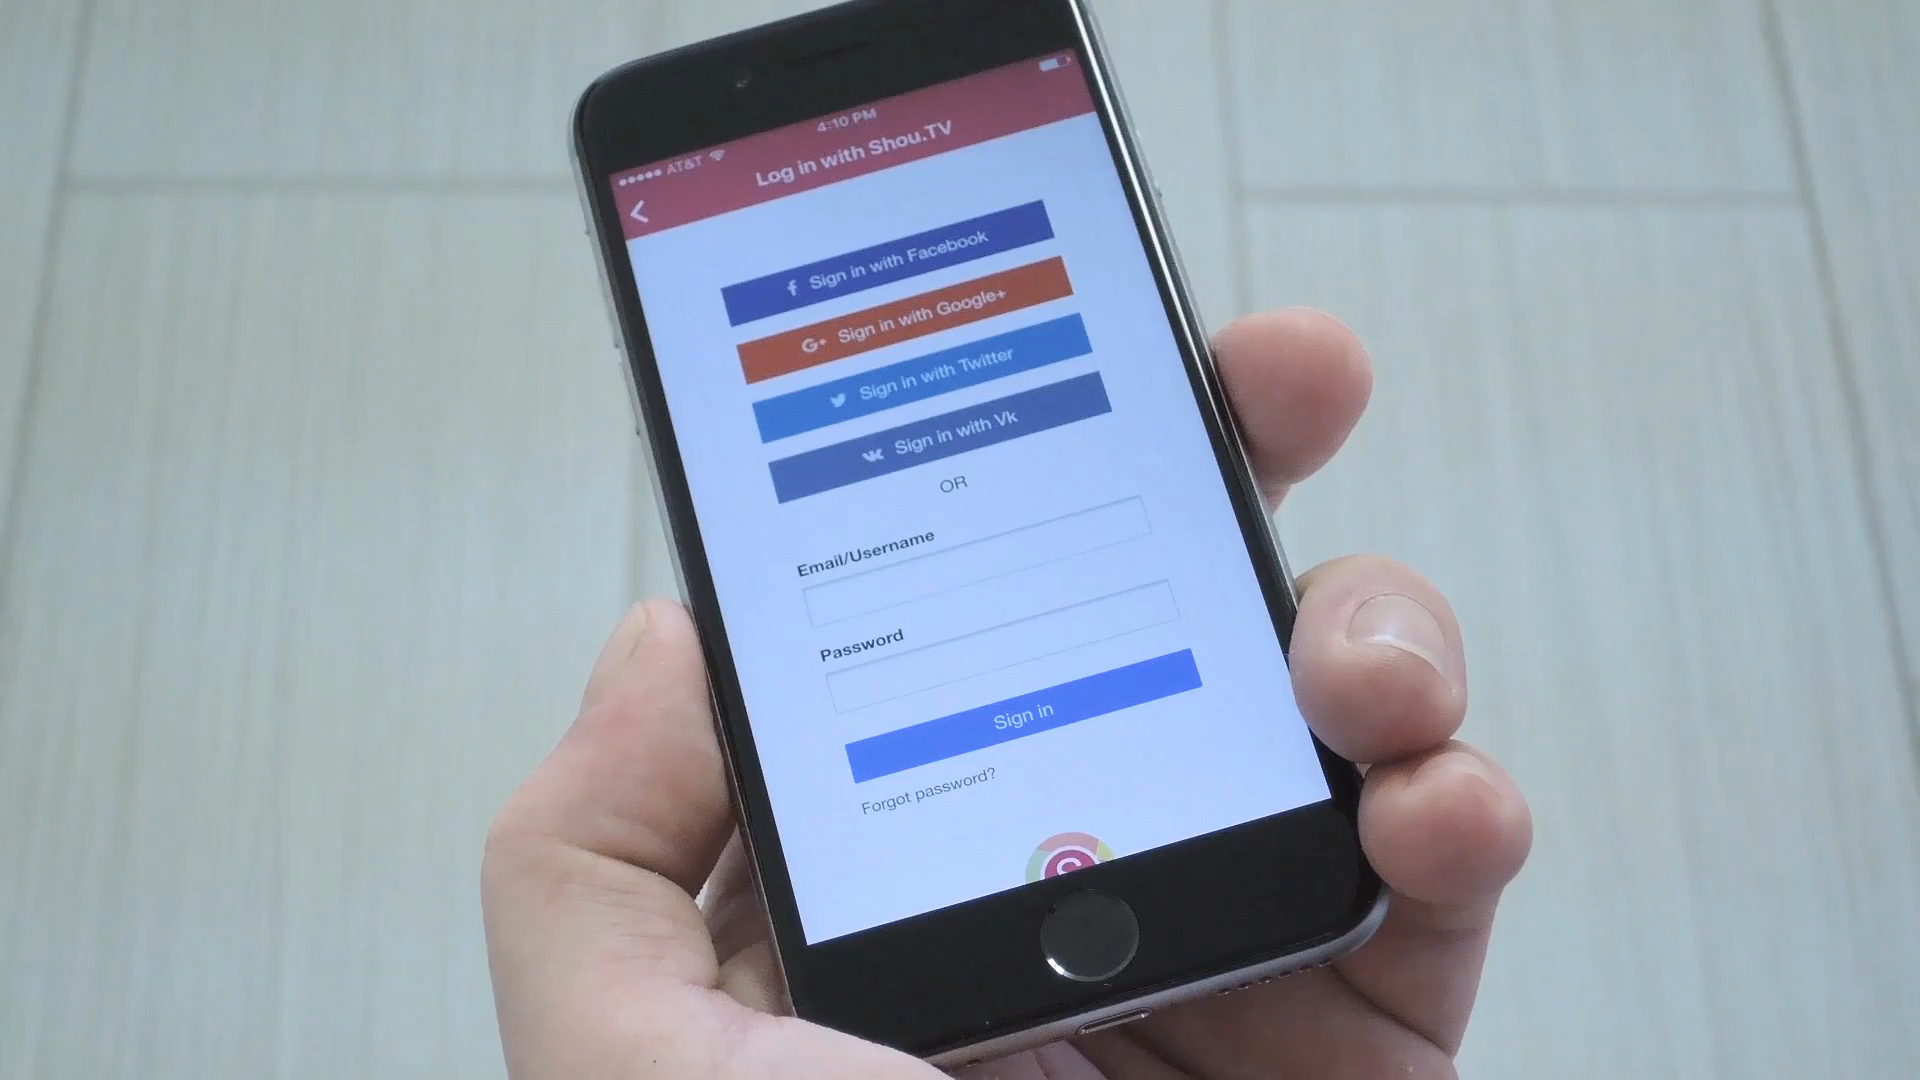 AT&T 4:10 PM
Log in with Shou.TV
Sign in with Facebook
G+ Sign in with Google+
Sign in with Twitter
Sign in with Vk
OR
Email/Username
Password
Sign in
Forgot password?
S